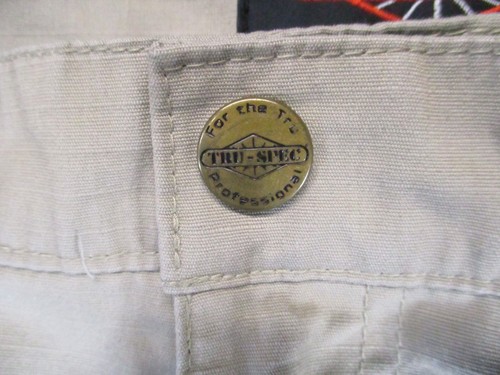 For the Tru
TRU-SPEC
Professional